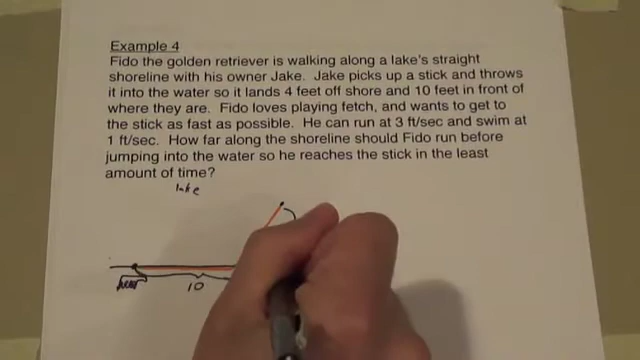 Example 4
Fido the golden retriever is walking along a lake's straight
shoreline with his owner Jake.  Jake picks up a stick and throws
it into the water so it lands 4 feet off shore and 10 feet in front of
where they are.  Fido loves playing fetch, and wants to get to
the stick as fast as possible.  He can run at 3 ft/sec and swim at
1 ft/sec.  How far along the shoreline should Fido run before
jumping into the water so he reaches the stick in the least
amount of time?
lake
10